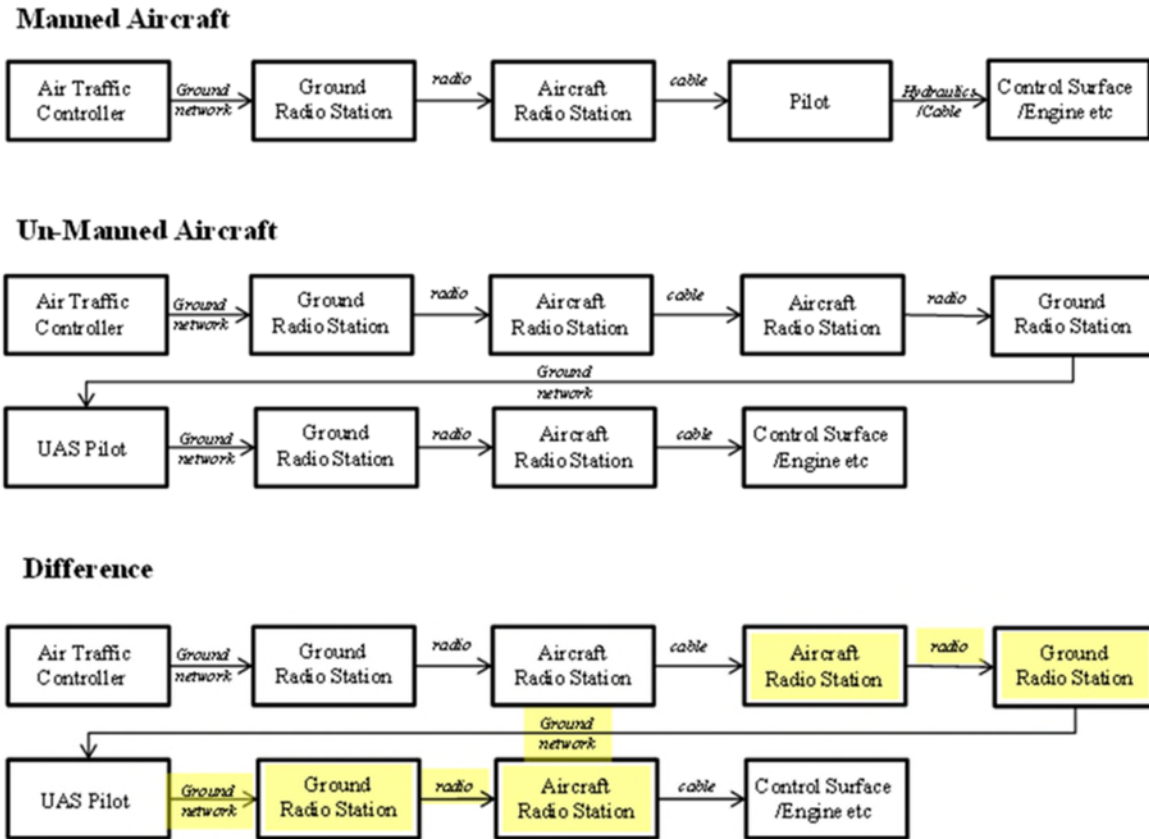 Manned Aircraft
Air Traffic
Controller
Ground
network
Ground
Radio Station
radio
Aircraft
Radio Station
cable
Pilot
Hydraulics
/Cable
Control Surface
/Engine etc
Un-Manned Aircraft
Air Traffic
Controller
Ground
network
Ground
Radio Station
radio
Aircraft
Radio Station
cable
Aircraft
Radio Station
radio
Ground
Radio Station
Ground
network
UAS Pilot
Ground
network
Ground
Radio Station
radio
Aircraft
Radio Station
cable
Control Surface
/Engine etc
Difference
Air Traffic
Controller
Ground
network
Ground
Radio Station
radio
Aircraft
Radio Station
cable
Aircraft
Radio Station
radio
Ground
Radio Station
Ground
network
UAS Pilot
Ground
network
Ground
Radio Station
radio
Aircraft
Radio Station
cable
Control Surface
/Engine etc